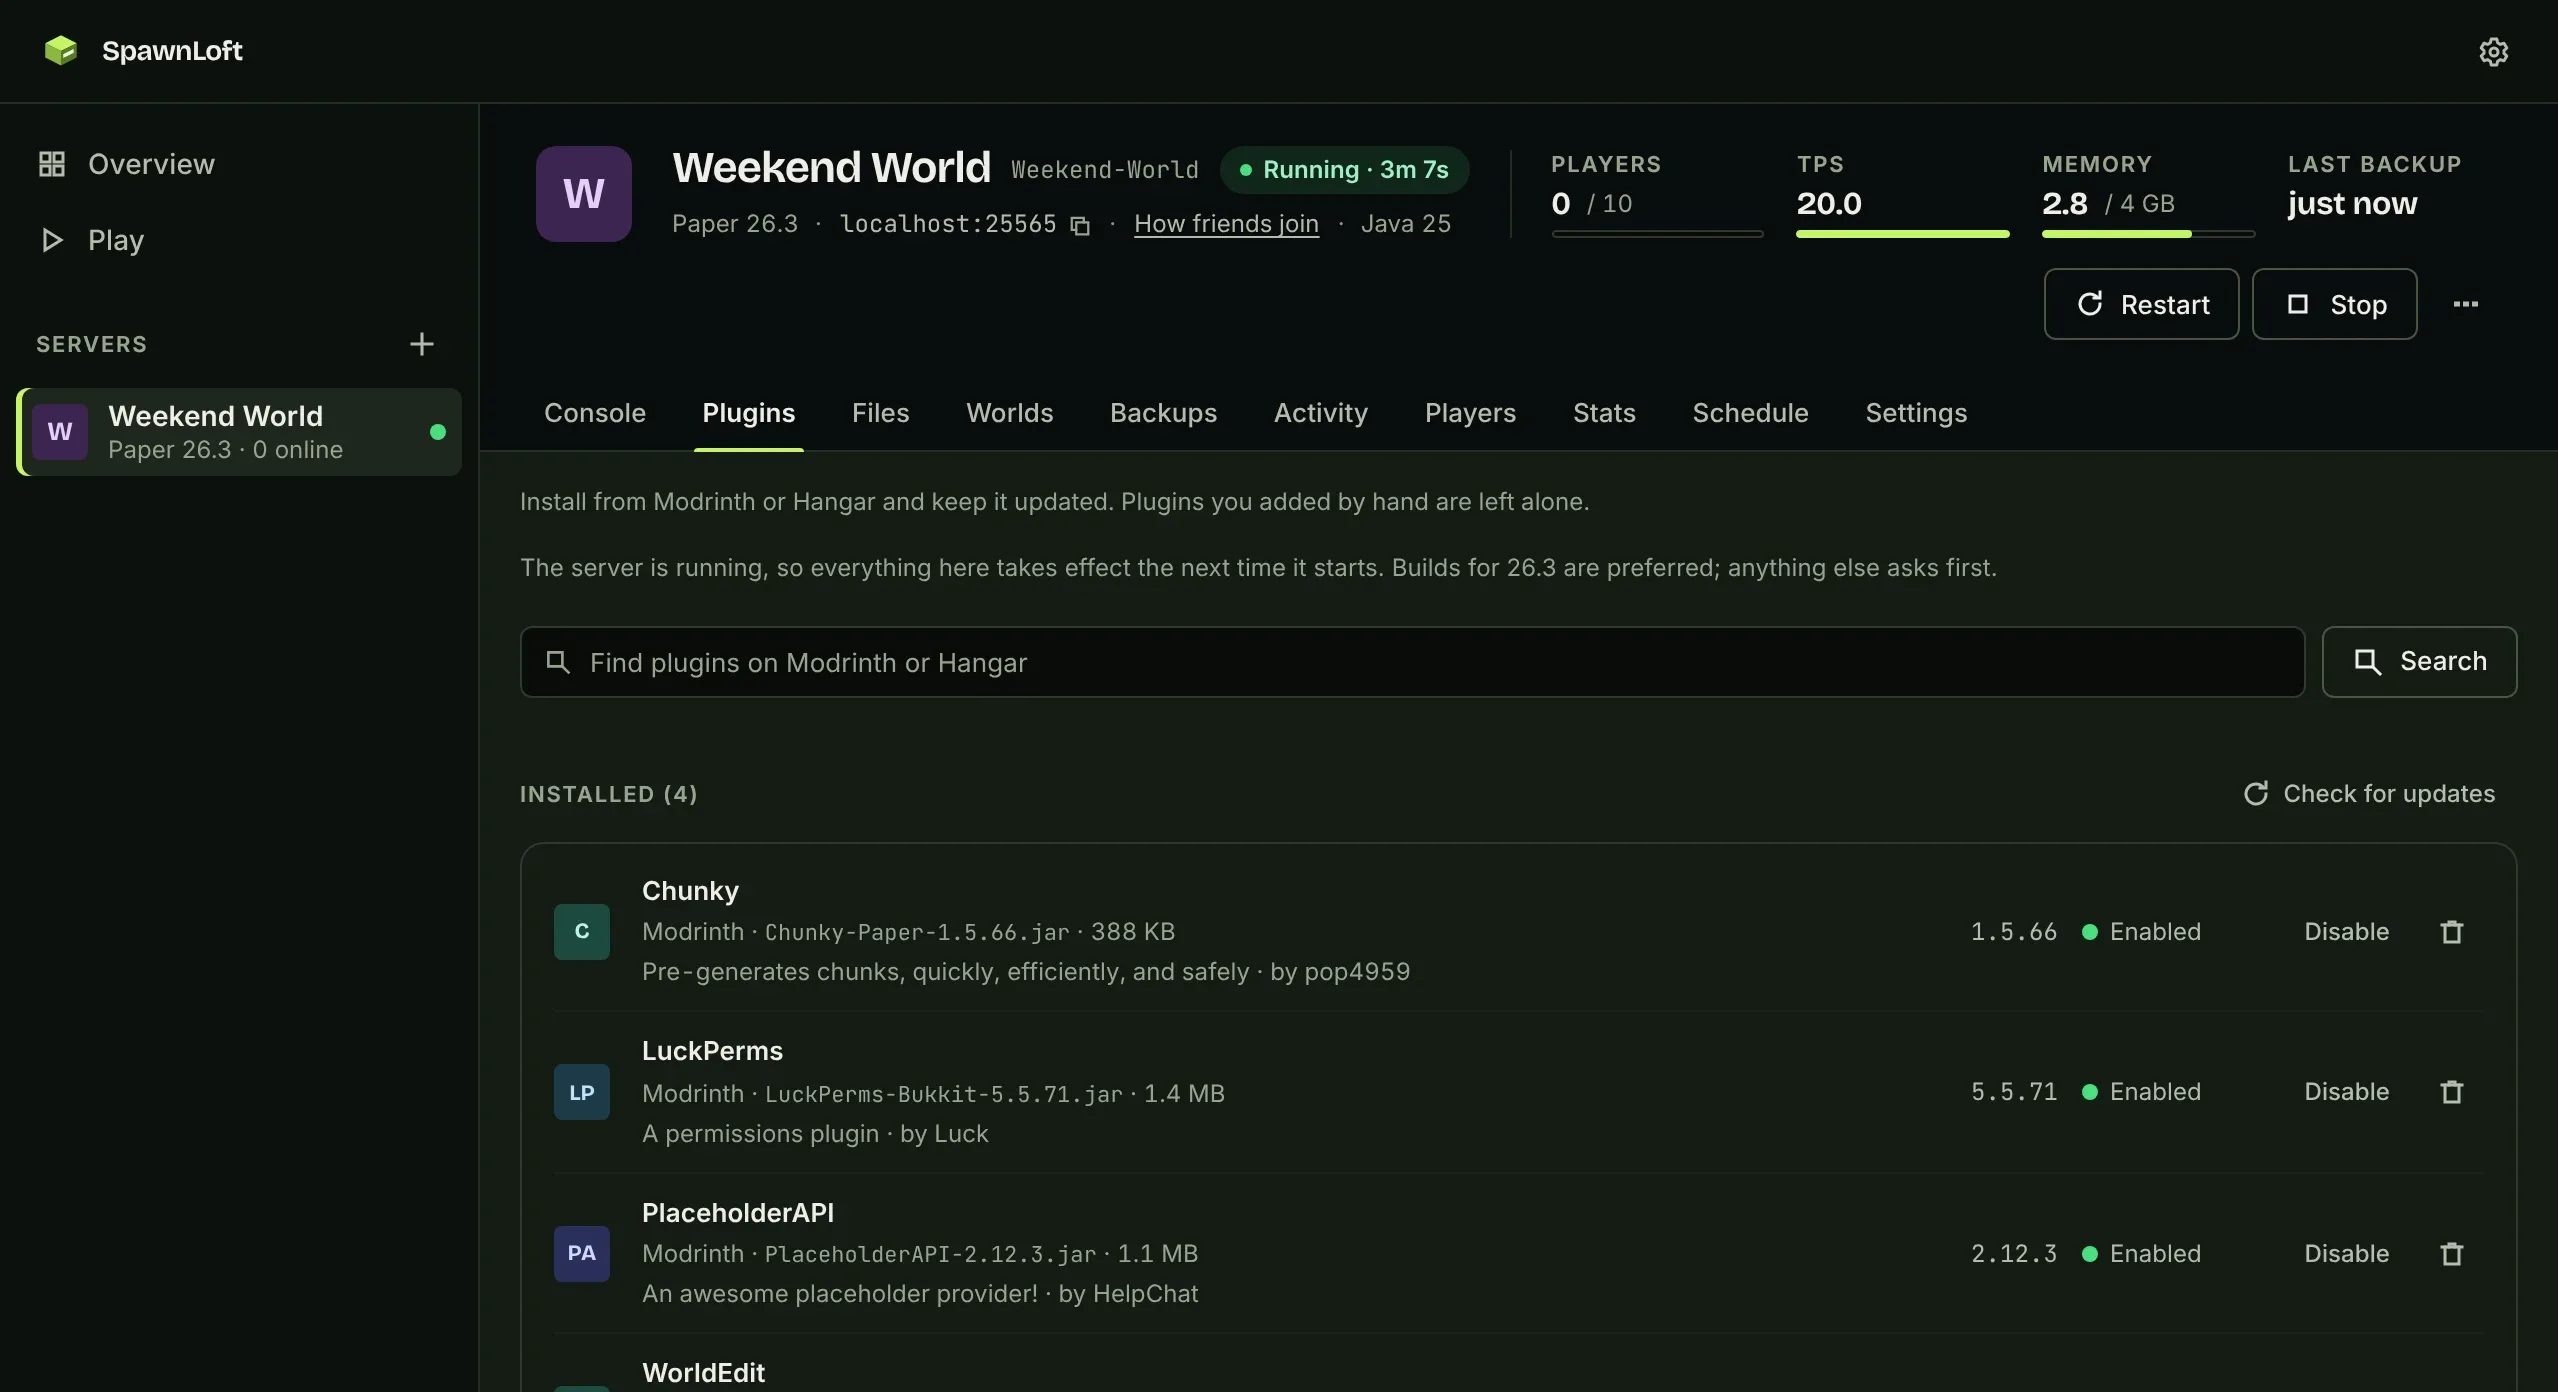 SpawnLoft
Overview
Play
SERVERS
W
Weekend World
Paper 26.3 · 0 online
W
Weekend World Weekend-World Running · 3m 7s
Paper 26.3 · localhost:25565 · How friends join · Java 25
PLAYERS
0 / 10
TPS
20.0
MEMORY
2.8 / 4 GB
LAST BACKUP
just now
Restart
Stop
Console Plugins Files Worlds Backups Activity Players Stats Schedule Settings
Install from Modrinth or Hangar and keep it updated. Plugins you added by hand are left alone.
The server is running, so everything here takes effect the next time it starts. Builds for 26.3 are preferred; anything else asks first.
Find plugins on Modrinth or Hangar
Search
INSTALLED (4)
Check for updates
C
Chunky
Modrinth · Chunky-Paper-1.5.66.jar · 388 KB
Pre-generates chunks, quickly, efficiently, and safely · by pop4959
1.5.66 Enabled Disable
LP
LuckPerms
Modrinth · LuckPerms-Bukkit-5.5.71.jar · 1.4 MB
A permissions plugin · by Luck
5.5.71 Enabled Disable
PA
PlaceholderAPI
Modrinth · PlaceholderAPI-2.12.3.jar · 1.1 MB
An awesome placeholder provider! · by HelpChat
2.12.3 Enabled Disable
WorldEdit